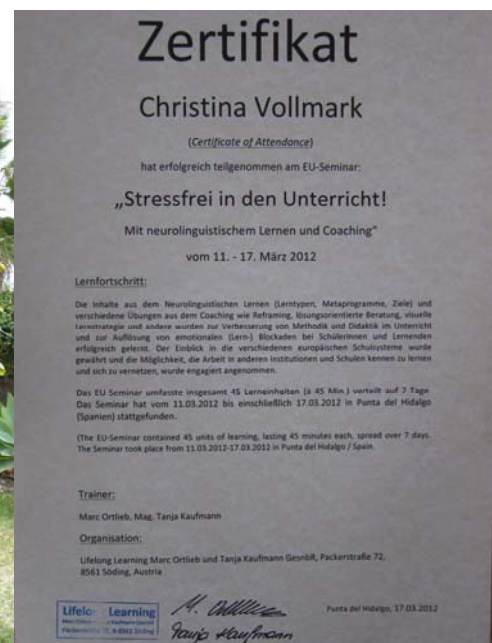 Zertifikat
Christina Vollmark
(Certificate of Attendance)
hat erfolgreich teilgenommen am EU-Seminar:
„Stressfrei in den Unterricht!
Mit neurolinguistischem Lernen und Coaching"
vom 11. - 17. März 2012
Lernfortschritt:
Die Inhalte aus dem Neurolinguistischen Lernen (Lerntypen, Metaprogramme, Ziele) und
verschiedene Übungen aus dem Coaching wie Reframing, lösungsorientierte Beratung, visuelle
Lernstrategie und andere wurden zur Verbesserung von Methodik und Didaktik im Unterricht
und zur Auflösung von emotionalen (Lern-) Blockaden bei SchülerInnen und Lernenden
erfolgreich gelernt. Der Einblick in die verschiedenen europäischen Schulsysteme wurde
gewährt und die Möglichkeit, die Arbeit in anderen Institutionen und Schulen kennen zu lernen
und sich zu vernetzen, wurde engagiert angenommen.
Das EU Seminar umfasste insgesamt 45 Lerneinheiten (à 45 Min.) verteilt auf 7 Tage.
Das Seminar hat vom 11.03.2012 bis einschließlich 17.03.2012 in Punta del Hidalgo
(Spanien) stattgefunden.
(The EU-Seminar contained 45 units of learning, lasting 45 minutes each, spread over 7 days.
The Seminar took place from 11.03.2012-17.03.2012 in Punta del Hidalgo / Spain.
Trainer:
Marc Ortlieb, Mag. Tanja Kaufmann
Organisation:
Lifelong Learning Marc Ortlieb und Tanja Kaufmann GesnbR, Packerstraße 72,
8561 Söding, Austria
Lifelong Learning
Tanja Kaufmann
Punta del Hidalgo, 17.03.2012